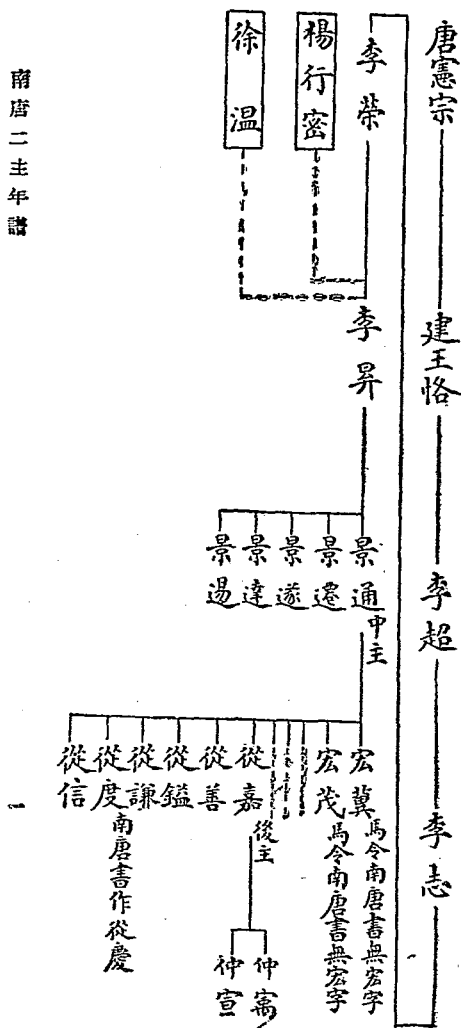 唐憲宗
建王恪
李超
李志
李榮
楊行密
徐溫
李昇
景通中主
景遷
景遂
景達
景逷
宏冀馬令南唐書無宏字
宏茂馬令南唐書無宏字
從嘉後主
從善
從鎰
從謙
從度南唐書作從慶
從信
仲寓
仲宣
南唐二主年譜
一